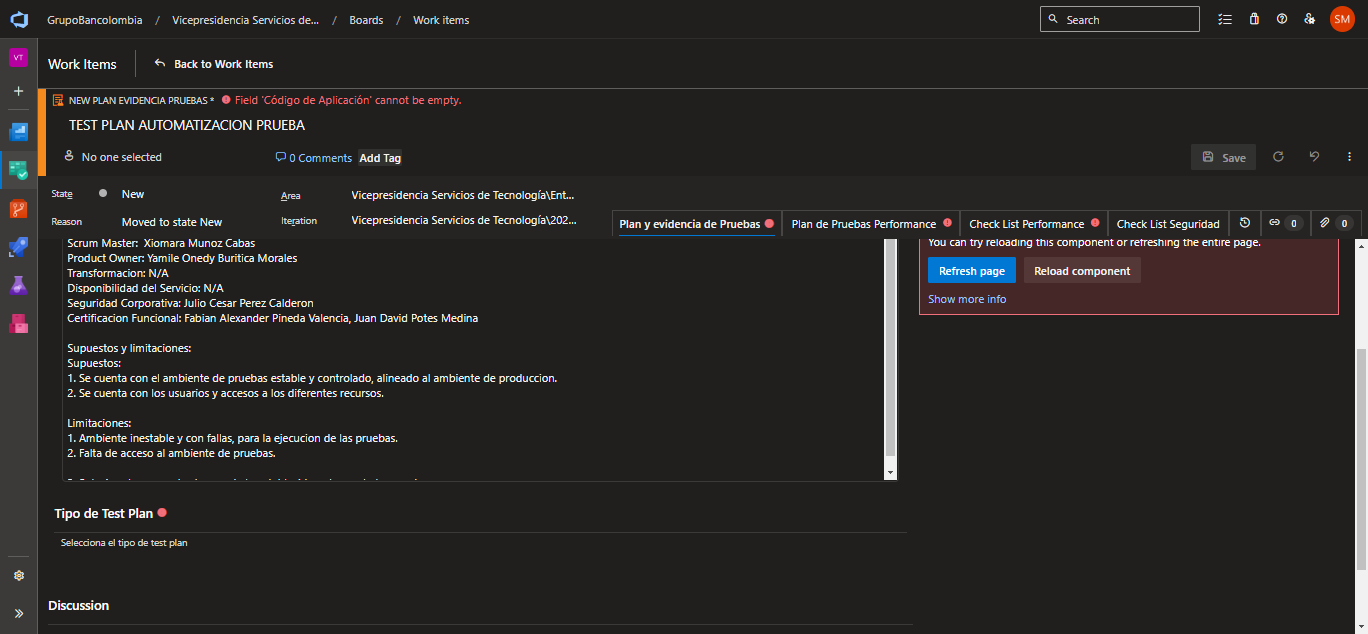 GrupoBancolombia / Vicepresidencia Servicios de... / Boards / Work items
Search
SM
VT
Work Items
Back to Work Items
NEW PLAN EVIDENCIA PRUEBAS * Field 'Código de Aplicación' cannot be empty.
TEST PLAN AUTOMATIZACION PRUEBA
No one selected
0 Comments
Add Tag
Save
State
New
Area
Vicepresidencia Servicios de Tecnología\Ent...
Reason
Moved to state New
Iteration
Vicepresidencia Servicios de Tecnología\202...
Plan y evidencia de Pruebas
Plan de Pruebas Performance
Check List Performance
Check List Seguridad
0
0
Scrum Master: Xiomara Munoz Cabas
Product Owner: Yamile Onedy Buritica Morales
Transformacion: N/A
Disponibilidad del Servicio: N/A
Seguridad Corporativa: Julio Cesar Perez Calderon
Certificacion Funcional: Fabian Alexander Pineda Valencia, Juan David Potes Medina
Supuestos y limitaciones:
Supuestos:
1. Se cuenta con el ambiente de pruebas estable y controlado, alineado al ambiente de produccion.
2. Se cuenta con los usuarios y accesos a los diferentes recursos.
Limitaciones:
1. Ambiente inestable y con fallas, para la ejecucion de las pruebas.
2. Falta de acceso al ambiente de pruebas.
You can try reloading this component or refreshing the entire page.
Refresh page
Reload component
Show more info
Tipo de Test Plan
Selecciona el tipo de test plan
Discussion